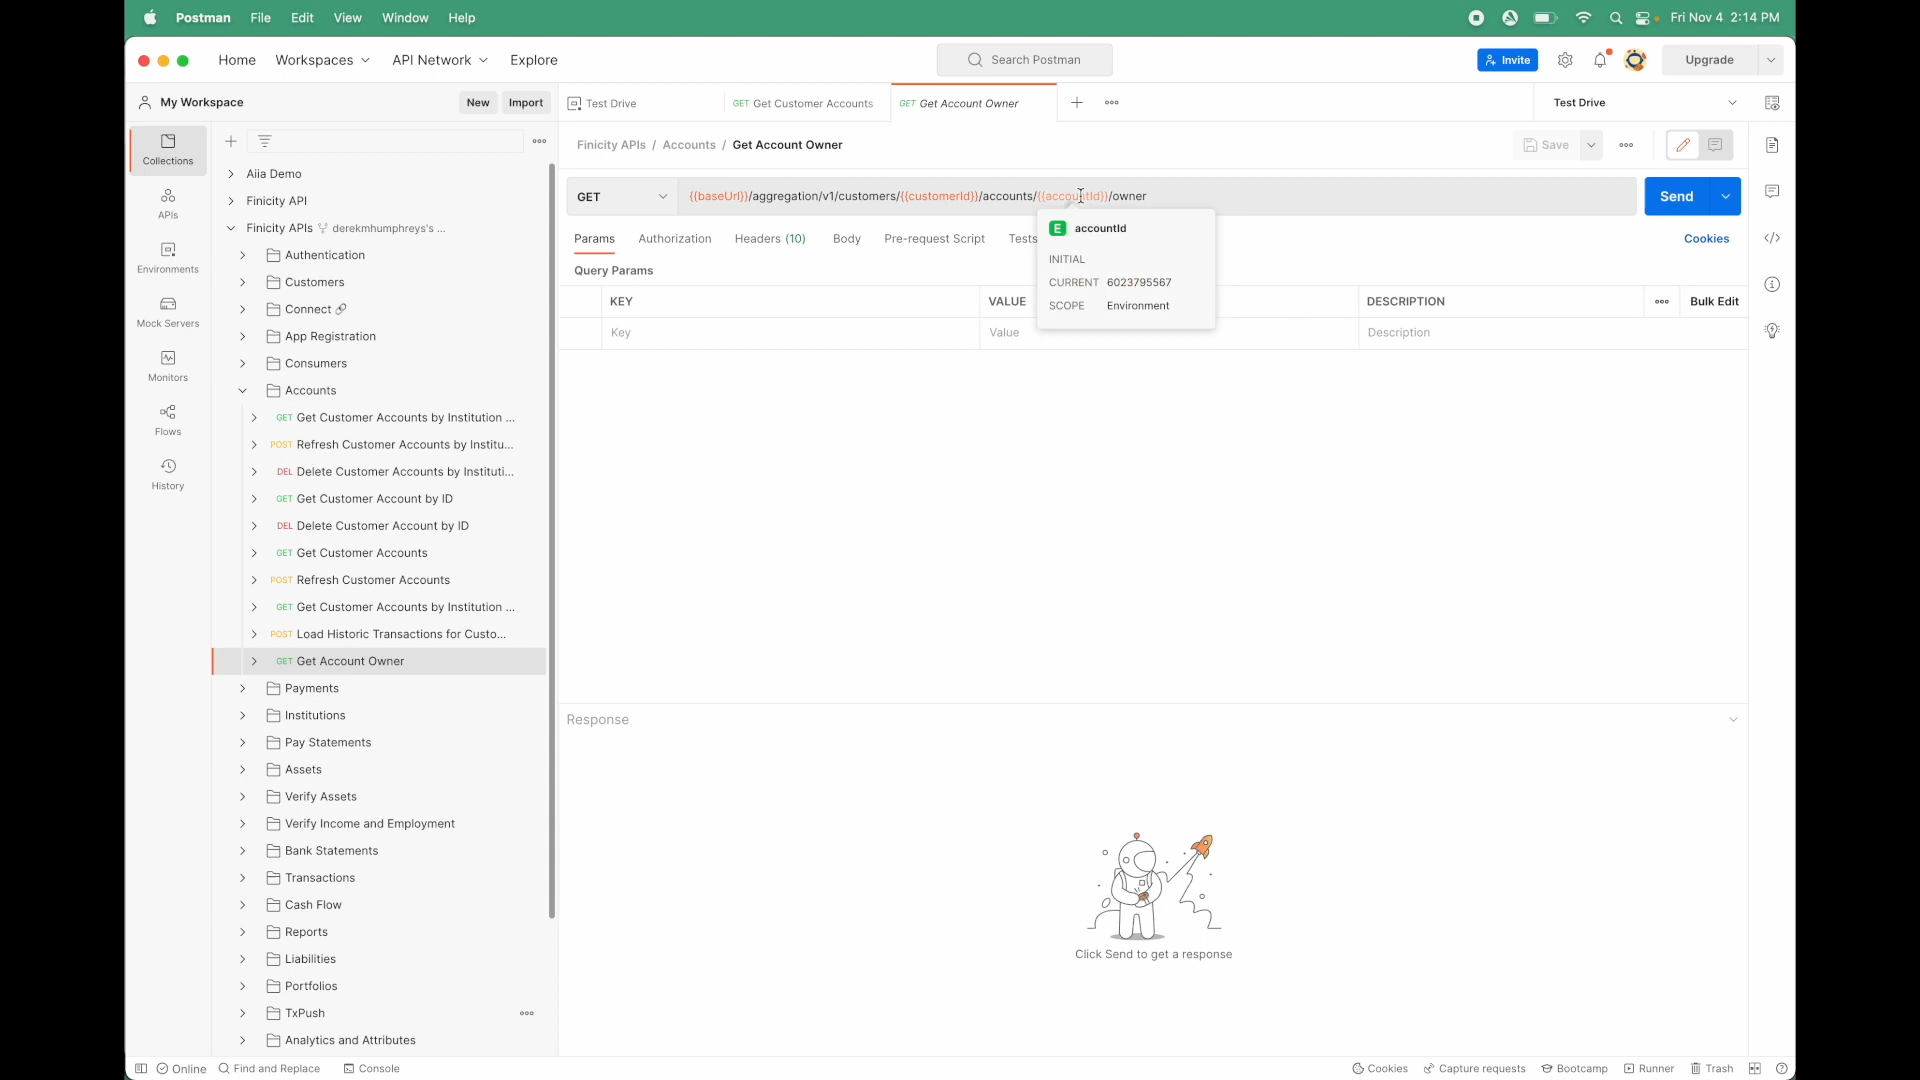 Postman File Edit View Window Help Fri Nov 4 2:14 PM
Home Workspaces API Network Explore Search Postman Invite Upgrade
My Workspace New Import
Test Drive GET Get Customer Accounts GET Get Account Owner Test Drive
Collections
APIs
Environments
Mock Servers
Monitors
Flows
History
Aiia Demo
Finicity API
Finicity APIs derekmhumphreys's ...
Authentication
Customers
Connect
App Registration
Consumers
Accounts
GET Get Customer Accounts by Institution ...
POST Refresh Customer Accounts by Institu...
DEL Delete Customer Accounts by Instituti...
GET Get Customer Account by ID
DEL Delete Customer Account by ID
GET Get Customer Accounts
POST Refresh Customer Accounts
GET Get Customer Accounts by Institution ...
POST Load Historic Transactions for Custo...
GET Get Account Owner
Payments
Institutions
Pay Statements
Assets
Verify Assets
Verify Income and Employment
Bank Statements
Transactions
Cash Flow
Reports
Liabilities
Portfolios
TxPush
Analytics and Attributes
Finicity APIs / Accounts / Get Account Owner Save
GET {{baseUrl}}/aggregation/v1/customers/{{customerId}}/accounts/{{accountId}}/owner Send
Params Authorization Headers (10) Body Pre-request Script Tests Cookies
E accountId
INITIAL
CURRENT 6023795567
SCOPE Environment
Query Params
KEY VALUE DESCRIPTION Bulk Edit
Key Value Description
Response
Click Send to get a response
Online Find and Replace Console Cookies Capture requests Bootcamp Runner Trash